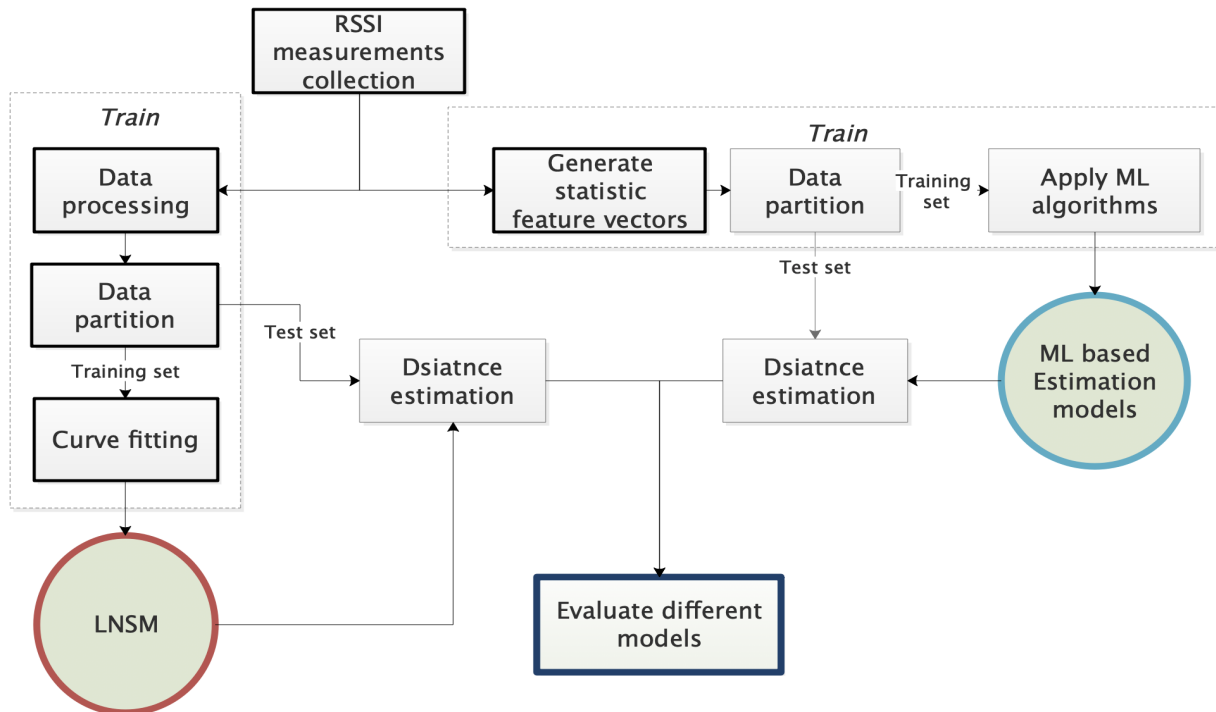 RSSI
measurements
collection
Train
Data
processing
Data
partition
Training set
Curve fitting
LNSM
Test set
Dsiatnce
estimation
Train
Generate
statistic
feature vectors
Data
partition
Training
set
Apply ML
algorithms
Test set
Dsiatnce
estimation
ML based
Estimation
models
Evaluate different
models